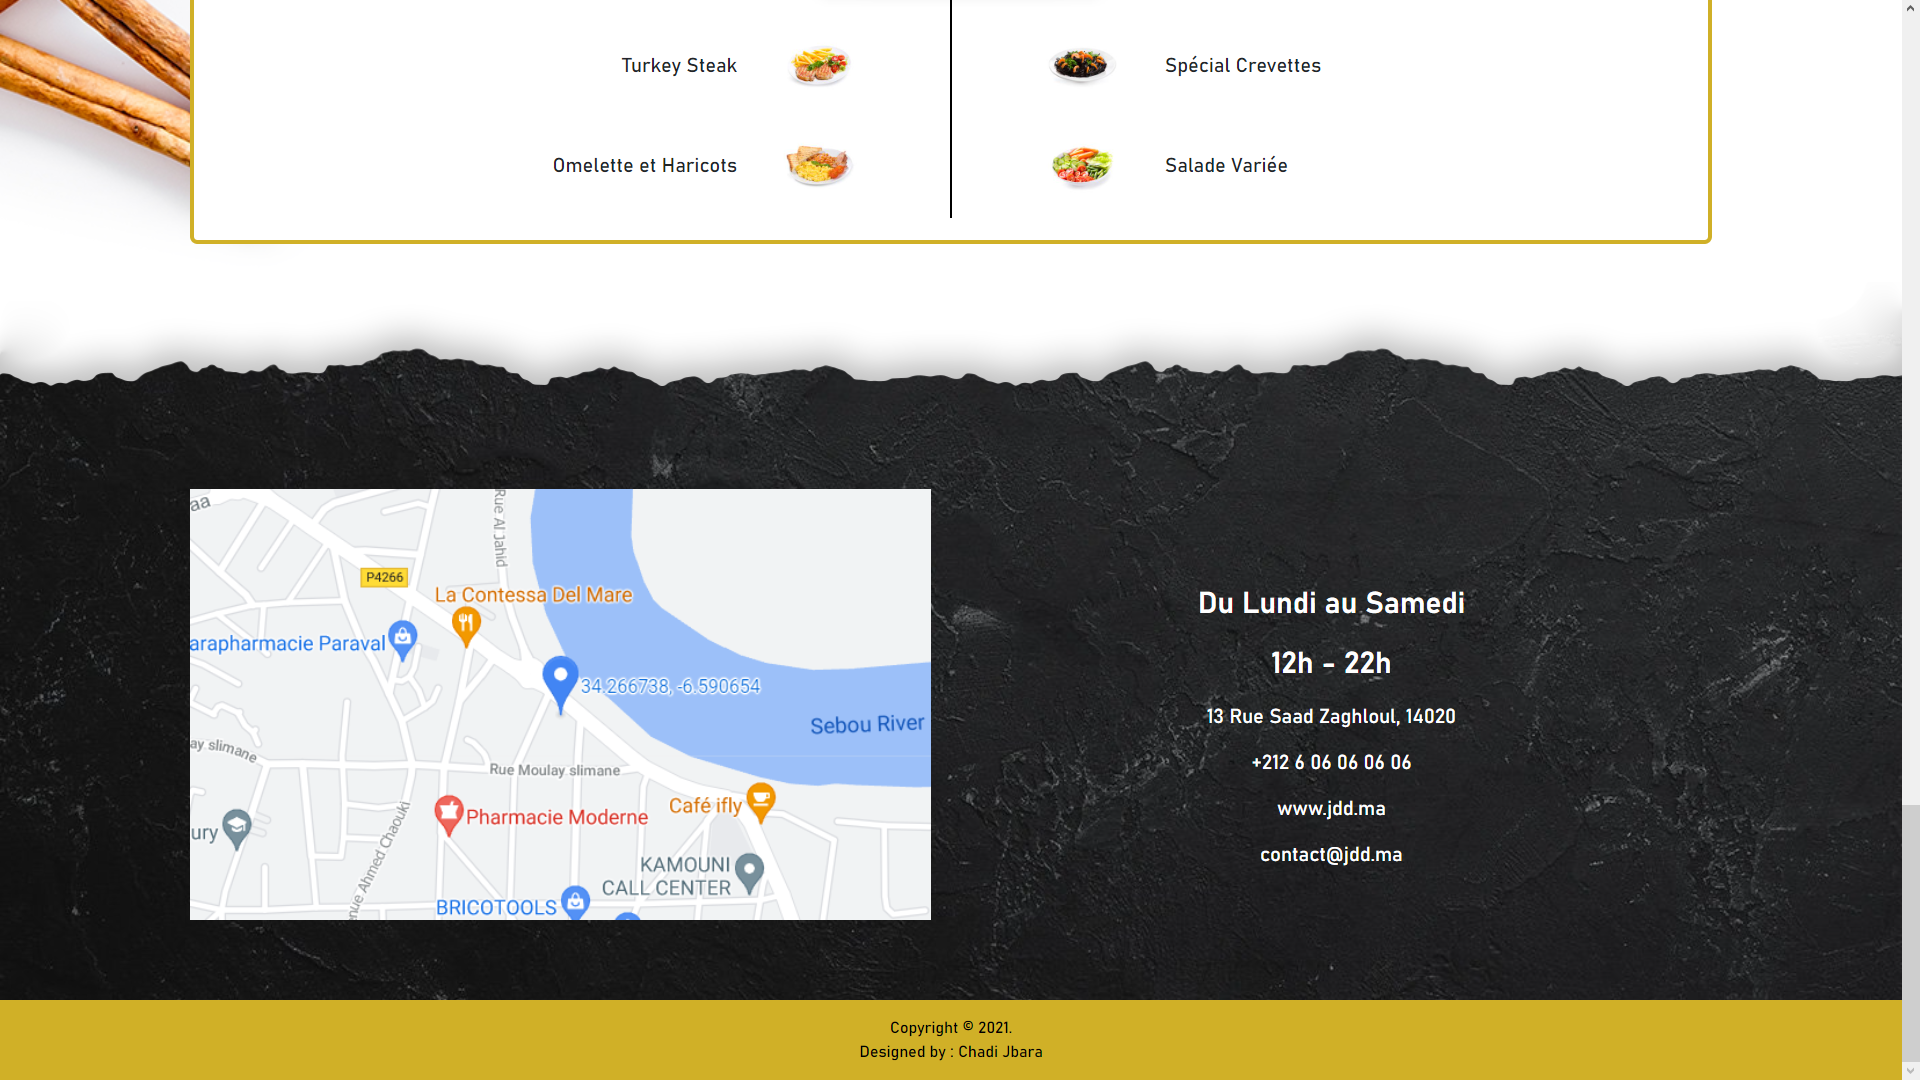 Turkey Steak
Spécial Crevettes
Omelette et Haricots
Salade Variée
aa
Rue Al Jahid
P4266
La Contessa Del Mare
arapharmacie Paraval
34.266738, -6.590654
Sebou River
ay slimane
Rue Moulay slimane
Café ifly
Pharmacie Moderne
ury
nue Ahmed Chaouki
KAMOUNI
CALL CENTER
BRICOTOOLS
Du Lundi au Samedi
12h - 22h
13 Rue Saad Zaghloul, 14020
+212 6 06 06 06 06
www.jdd.ma
contact@jdd.ma
Copyright © 2021.
Designed by : Chadi Jbara